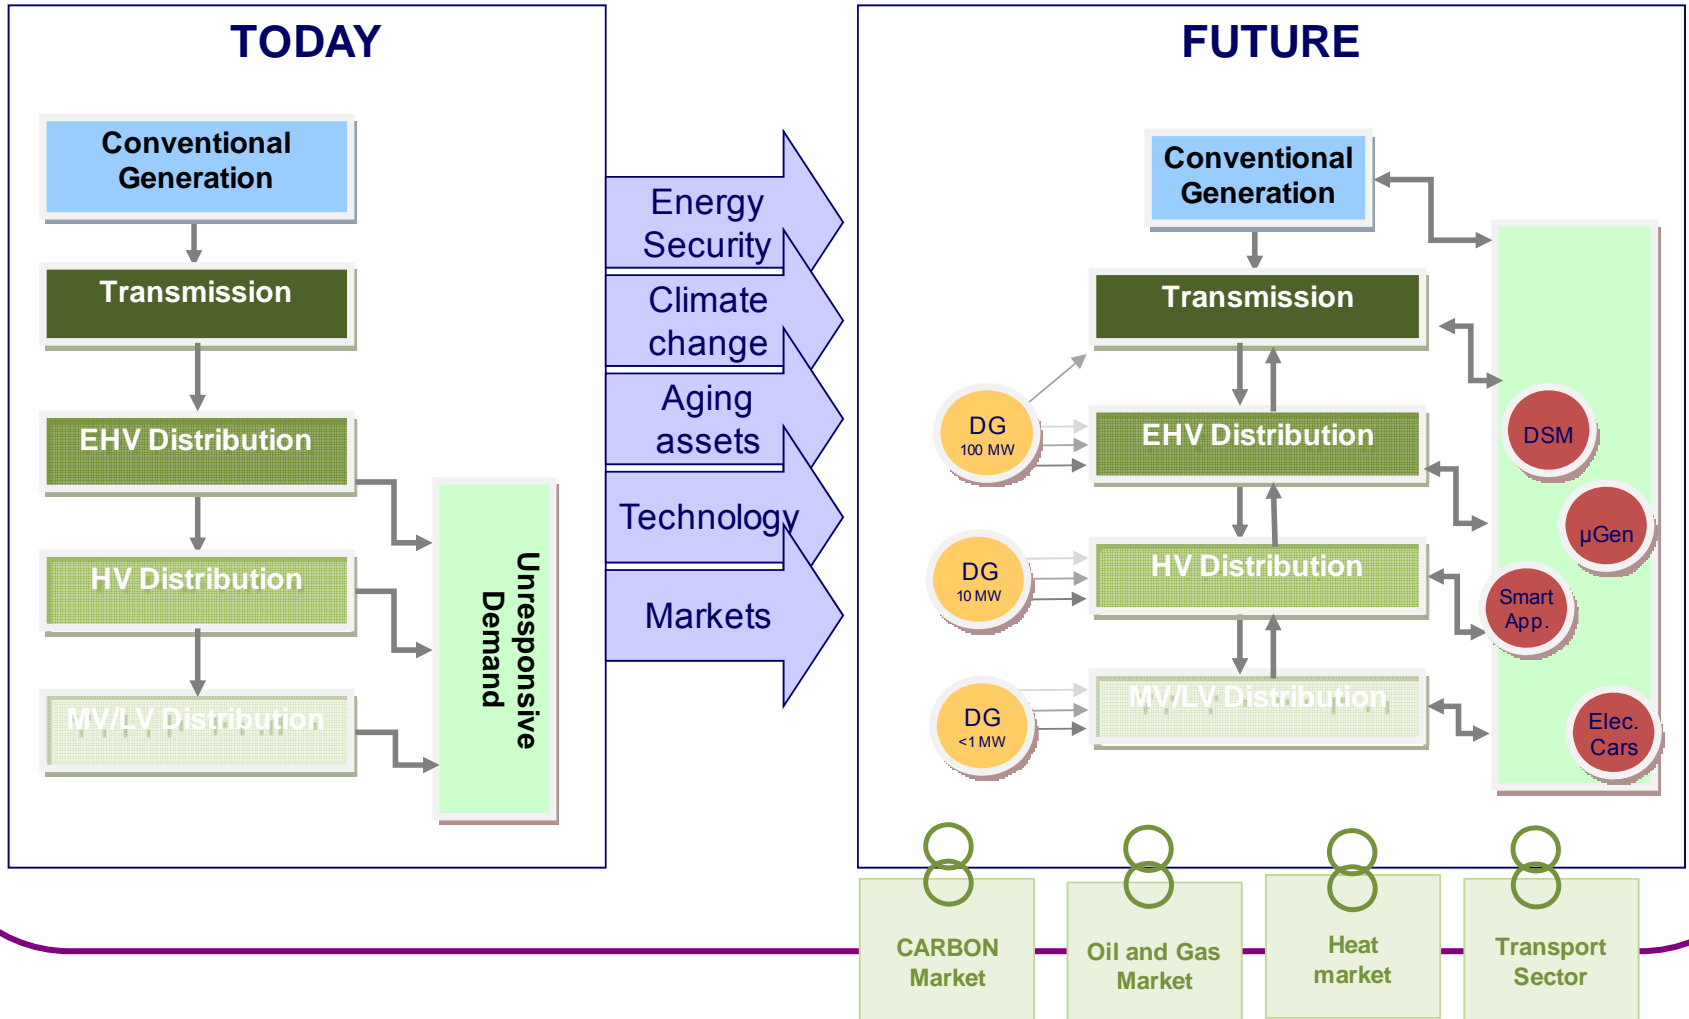 TODAY
Conventional
Generation
Transmission
EHV Distribution
HV Distribution
MV/LV Distribution
Unresponsive
Demand
Energy
Security
Climate
change
Aging
assets
Technology
Markets
FUTURE
Conventional
Generation
Transmission
EHV Distribution
HV Distribution
MV/LV Distribution
DG
100 MW
DG
10 MW
DG
<1 MW
DSM
µGen
Smart
App.
Elec.
Cars
CARBON
Market
Oil and Gas
Market
Heat
market
Transport
Sector